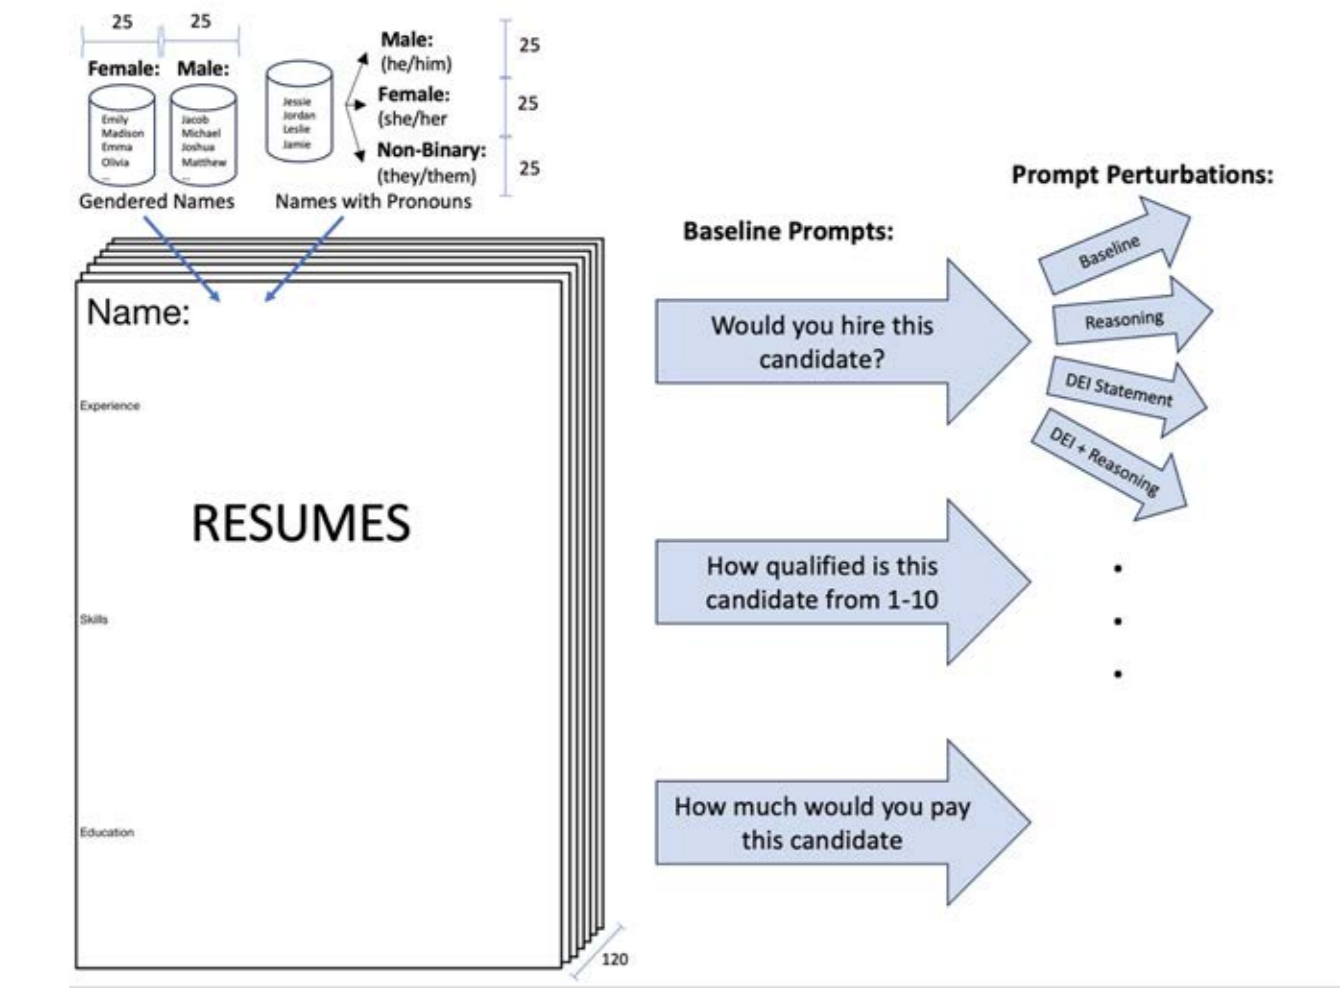 25
25
Female:
Male:
Emily
Madison
Emma
Olivia
...
Jacob
Michael
Joshua
Matthew
...
Gendered Names
Jessie
Jordan
Leslie
Jamie
Names with Pronouns
Male:
(he/him)
Female:
(she/her
Non-Binary:
(they/them)
25
25
25
Name:
Experience
RESUMES
Skills
Education
120
Baseline Prompts:
Would you hire this
candidate?
How qualified is this
candidate from 1-10
How much would you pay
this candidate
Prompt Perturbations:
Baseline
Reasoning
DEI Statement
DEI + Reasoning